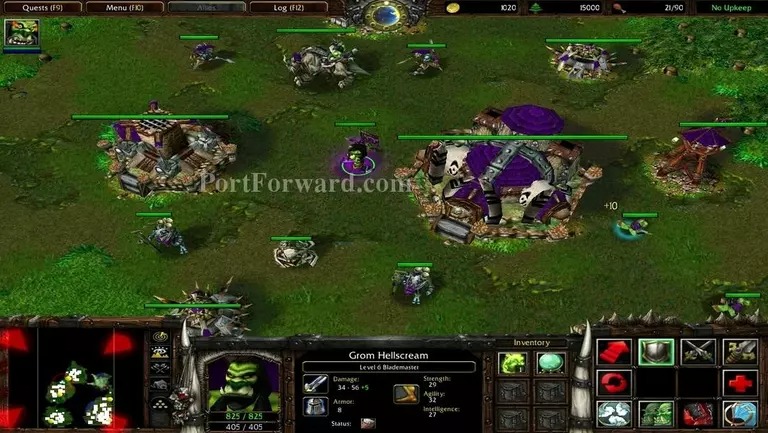 Quests (F9)
Menu (F10)
Allies
Log (F12)
1020
15000
21/90
No Upkeep
PortForward.com
+10
Grom Hellscream
Level 6 Blademaster
Damage:
34 - 56 +5
Armor:
8
Status:
Strength:
29
Agility:
32
Intelligence:
27
825 / 825
405 / 405
Inventory